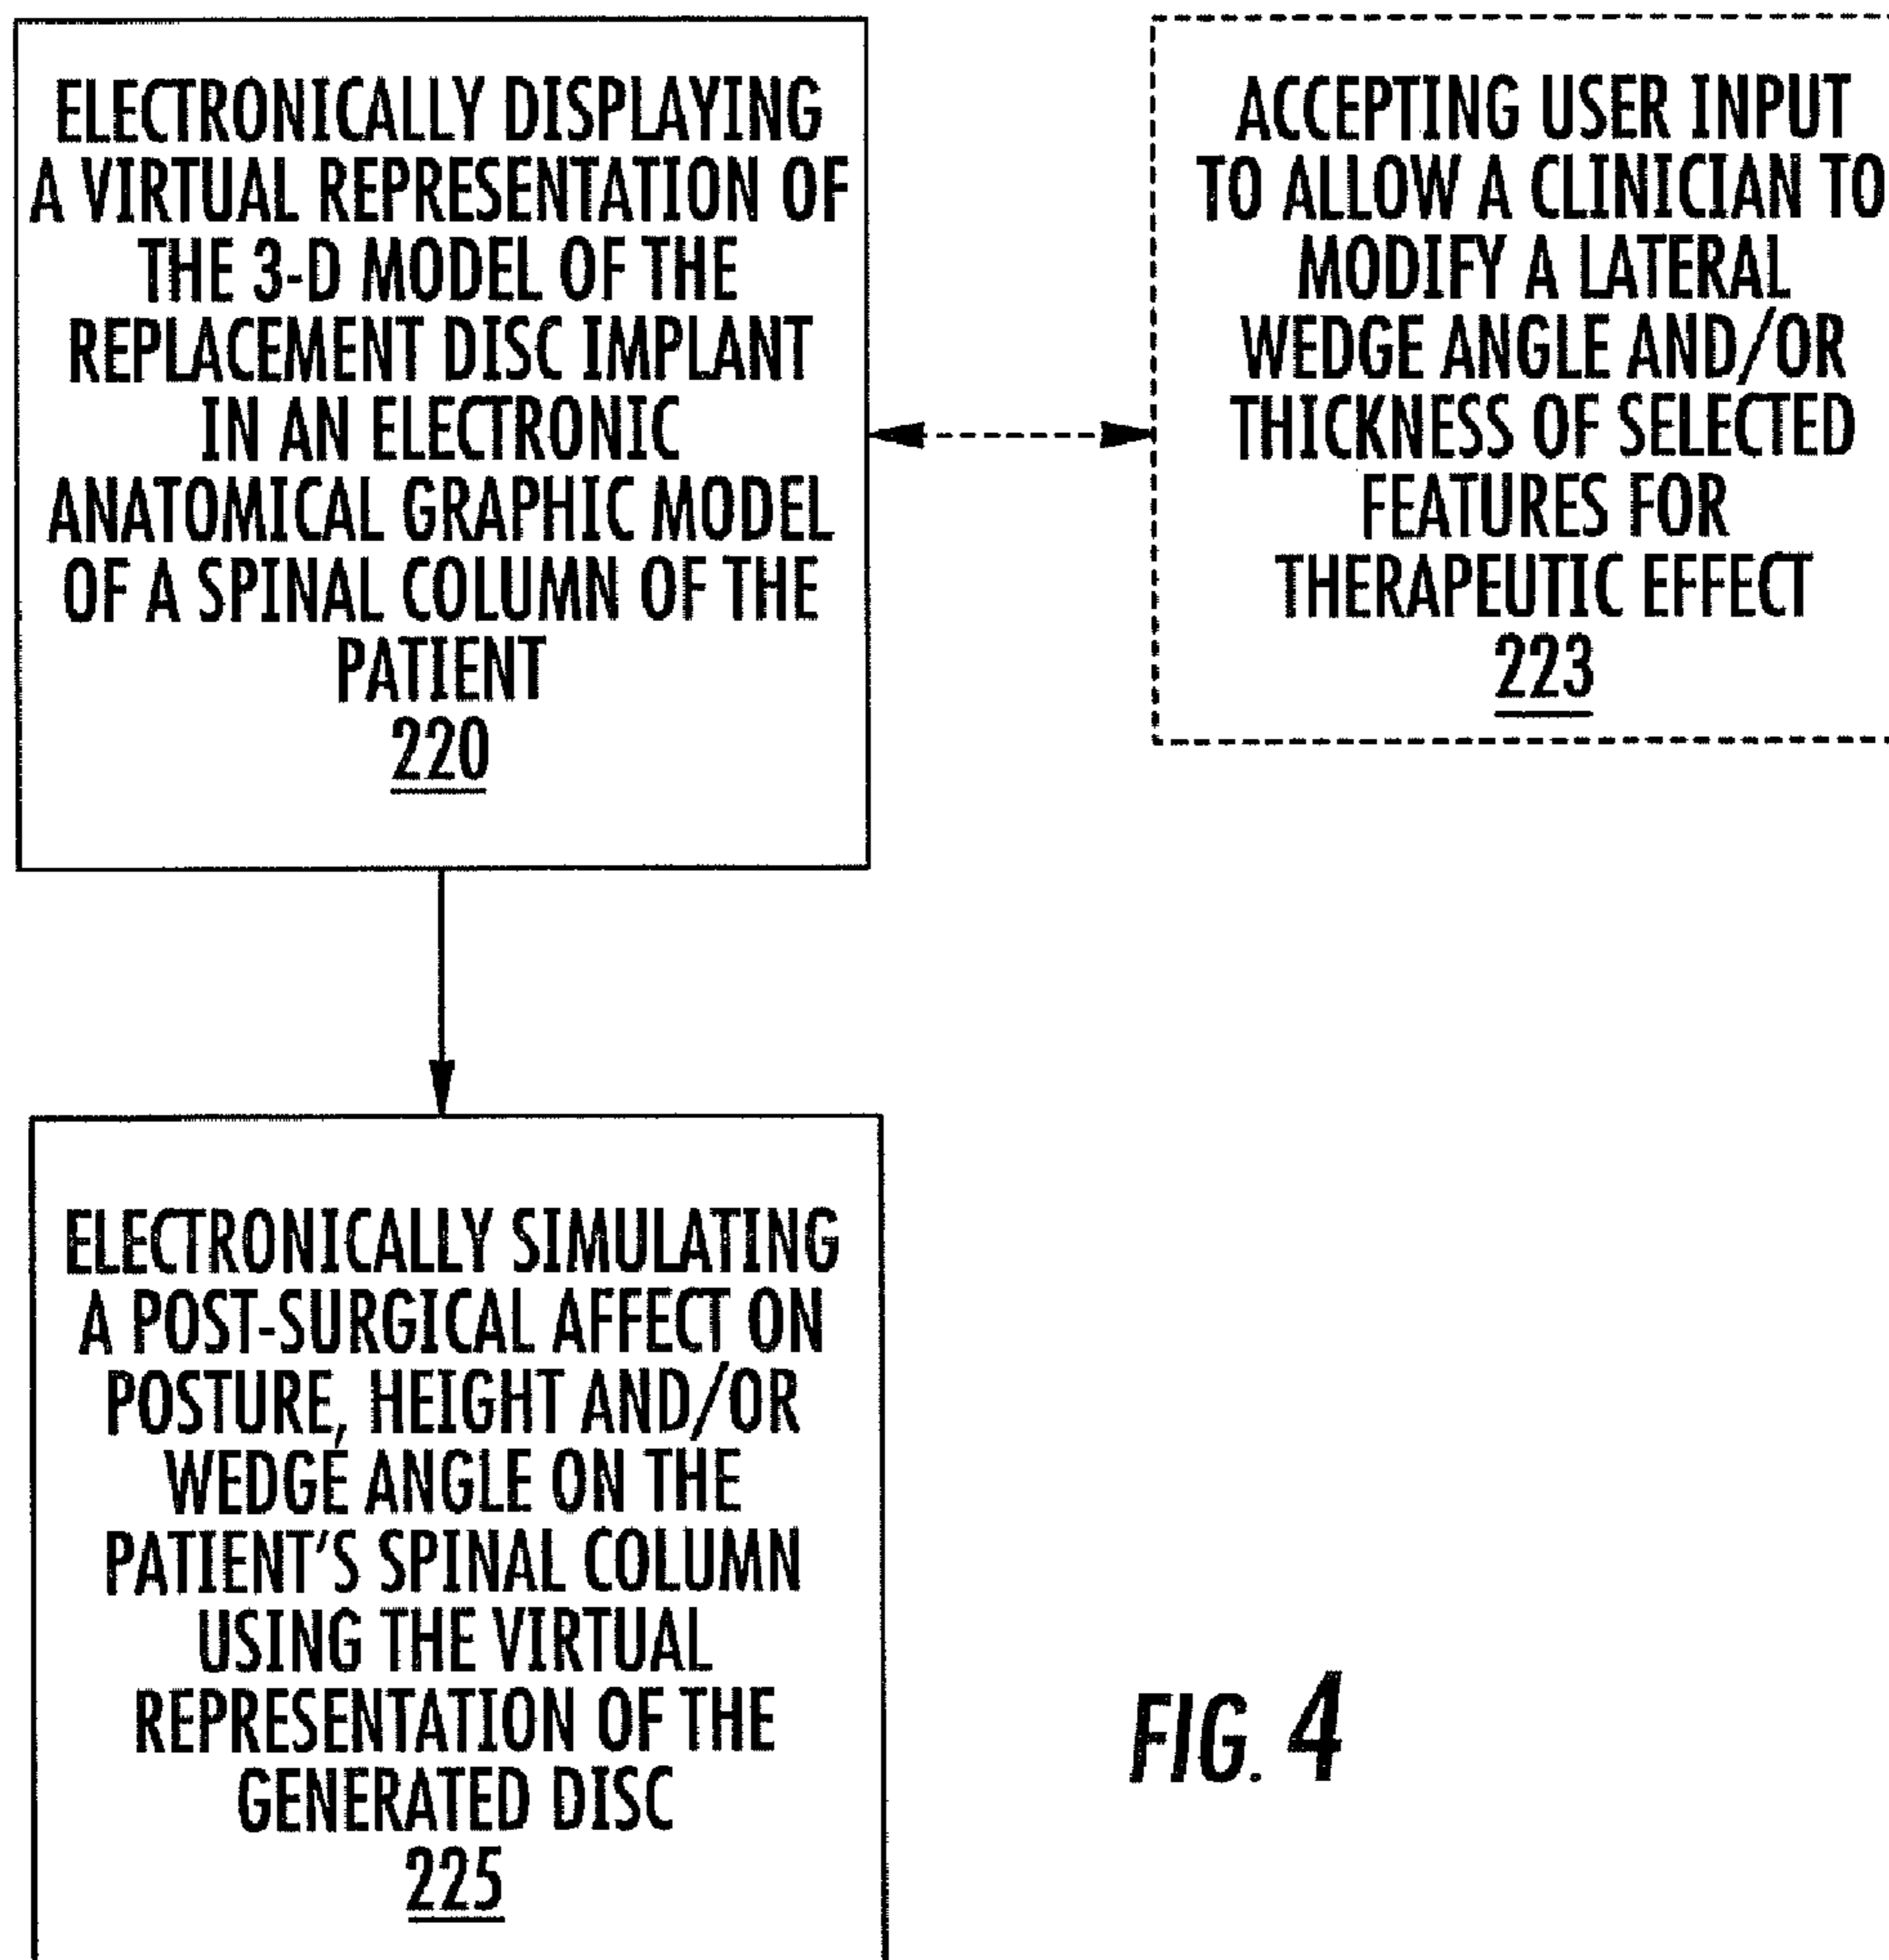 ELECTRONICALLY DISPLAYING
A VIRTUAL REPRESENTATION OF
THE 3-D MODEL OF THE
REPLACEMENT DISC IMPLANT
IN AN ELECTRONIC
ANATOMICAL GRAPHIC MODEL
OF A SPINAL COLUMN OF THE
PATIENT
220
ACCEPTING USER INPUT
TO ALLOW A CLINICIAN TO
MODIFY A LATERAL
WEDGE ANGLE AND/OR
THICKNESS OF SELECTED
FEATURES FOR
THERAPEUTIC EFFECT
223
ELECTRONICALLY SIMULATING
A POST-SURGICAL AFFECT ON
POSTURE, HEIGHT AND/OR
WEDGE ANGLE ON THE
PATIENT'S SPINAL COLUMN
USING THE VIRTUAL
REPRESENTATION OF THE
GENERATED DISC
225
FIG. 4